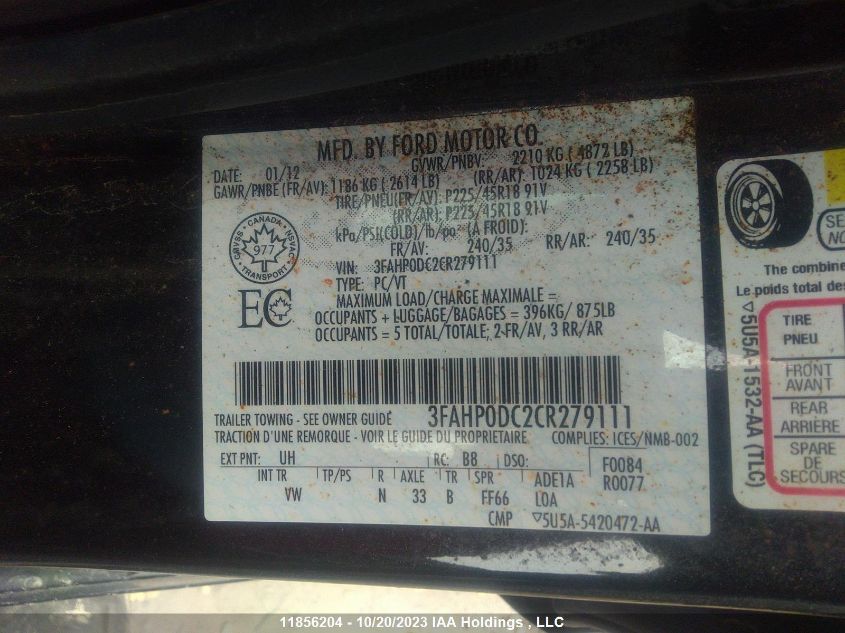 MFD. BY FORD MOTOR CO.
DATE: 01/12 GVWR/PNBV: 2210 KG ( 4872 LB)
GAWR/PNBE (FR/AV): 1186 KG ( 2614 LB) (RR/AR): 1024 KG ( 2258 LB)
TIRE/PNEU(FR/AV): P225/45R18 91V
(RR/AR): P225/45R18 91V
kPa/PSI(COLD)/lb/po² (A FROID):
FR/AV: 240/35 RR/AR: 240/35
VIN: 3FAHP0DC2CR279111
TYPE: PC/VT
CANADA
CMVSS NSVAC
977
TRANSPORT
EC
MAXIMUM LOAD/CHARGE MAXIMALE =
OCCUPANTS + LUGGAGE/BAGAGES = 396KG/ 875LB
OCCUPANTS = 5 TOTAL/TOTALE; 2-FR/AV, 3 RR/AR
TRAILER TOWING - SEE OWNER GUIDE 3FAHP0DC2CR279111
TRACTION D'UNE REMORQUE - VOIR LE GUIDE DU PROPRIETAIRE COMPLIES: ICES/NMB-002
EXT PNT: UH RC: BB DSO: F0084
INT TR TP/PS R AXLE TR SPR ADE1A R0077
VW N 33 B FF66 LOA
CMP ▽5U5A-5420472-AA
The combine
Le poids total des
▽5U5A-1532-AA (TLC)
TIRE
PNEU
FRONT
AVANT
REAR
ARRIÈRE
SPARE
DE
SECOURS
11856204 - 10/20/2023 IAA Holdings , LLC